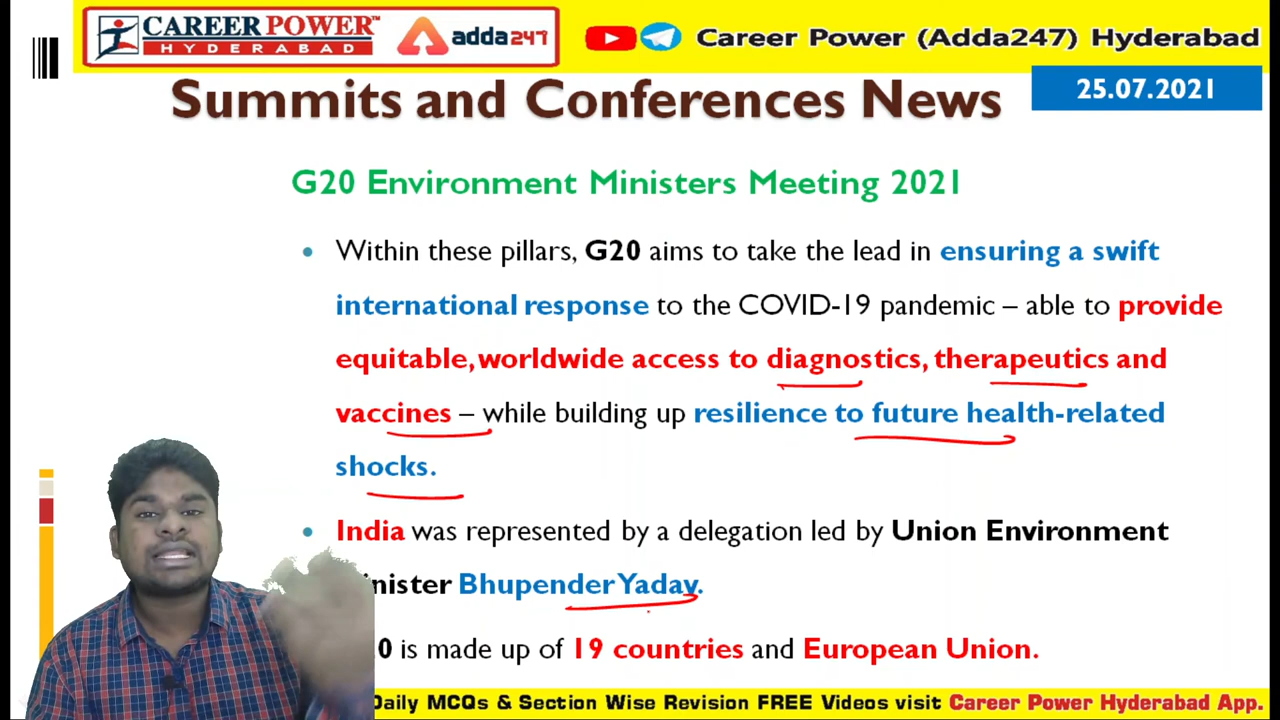 CAREER POWER™
HYDERABAD
adda247
Career Power (Adda247) Hyderabad
Summits and Conferences News
25.07.2021
G20 Environment Ministers Meeting 2021
• Within these pillars, G20 aims to take the lead in ensuring a swift
international response to the COVID-19 pandemic – able to provide
equitable, worldwide access to diagnostics, therapeutics and
vaccines – while building up resilience to future health-related
shocks.
• India was represented by a delegation led by Union Environment
inister Bhupender Yadav.
0 is made up of 19 countries and European Union.
Daily MCQs & Section Wise Revision FREE Videos visit Career Power Hyderabad App.